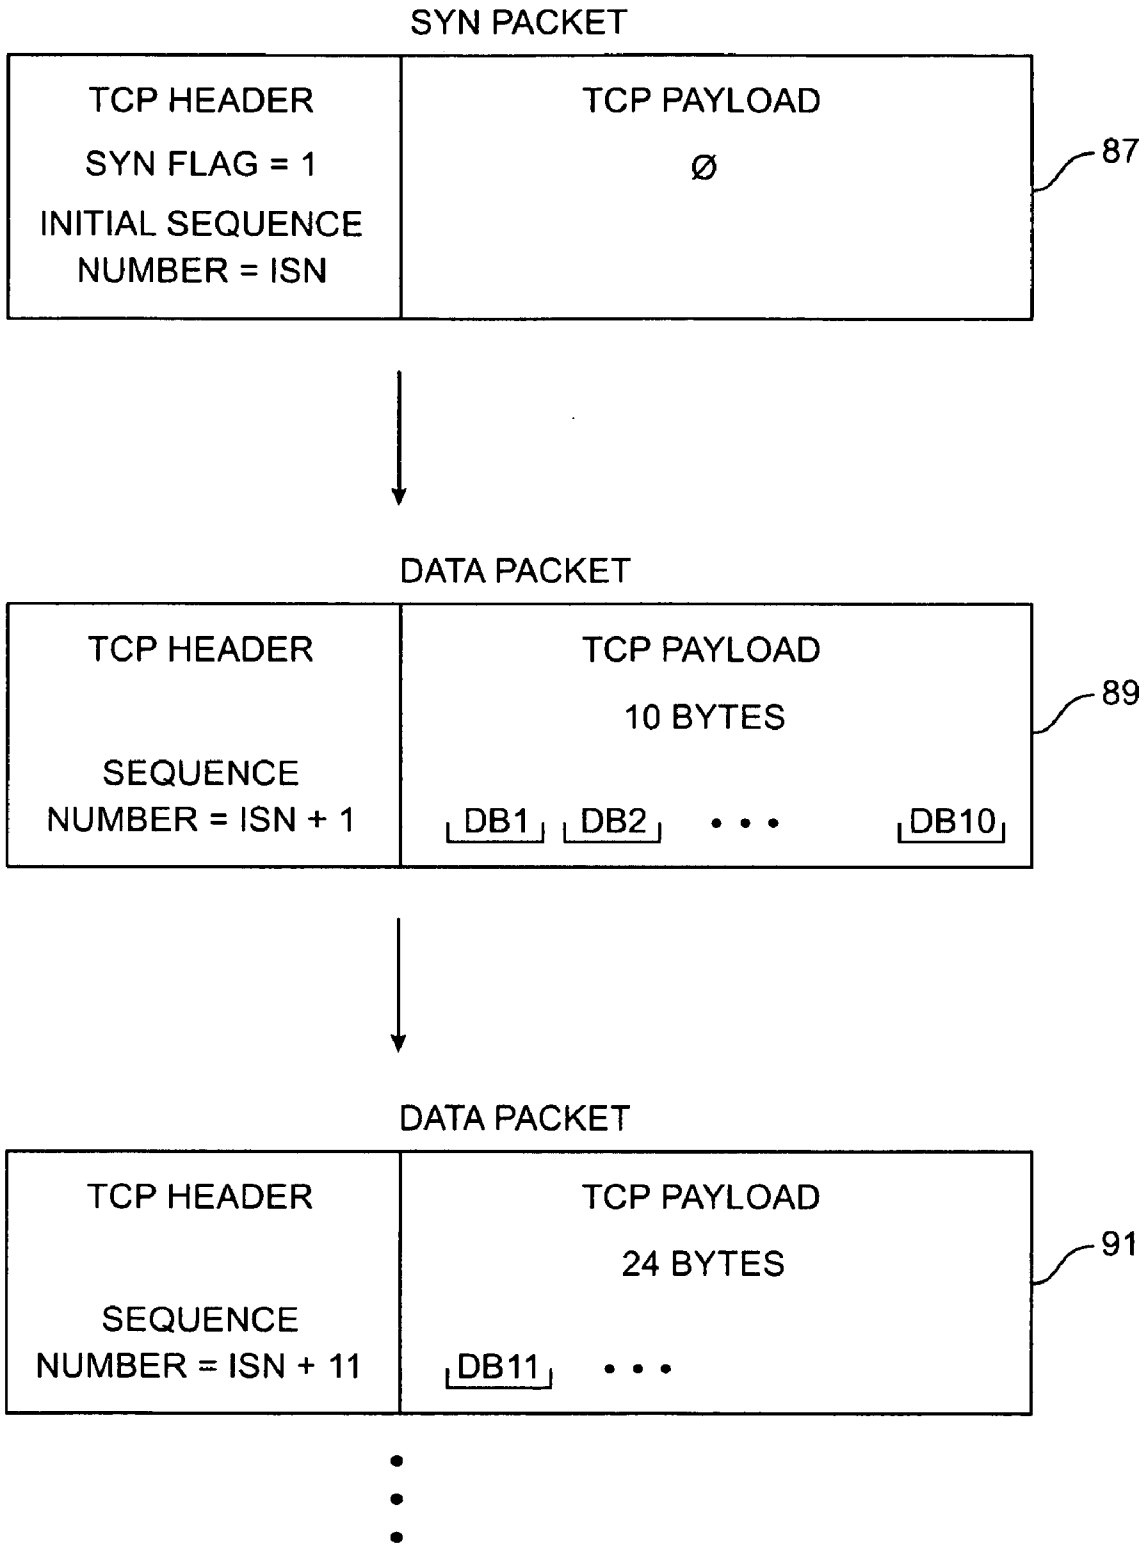 SYN PACKET
TCP HEADER
TCP PAYLOAD
SYN FLAG = 1
Ø
87
INITIAL SEQUENCE
NUMBER = ISN
DATA PACKET
TCP HEADER
TCP PAYLOAD
89
10 BYTES
SEQUENCE
NUMBER = ISN + 1
DB1 DB2 • • • DB10
DATA PACKET
TCP HEADER
TCP PAYLOAD
91
24 BYTES
SEQUENCE
NUMBER = ISN + 11
DB11 • • •